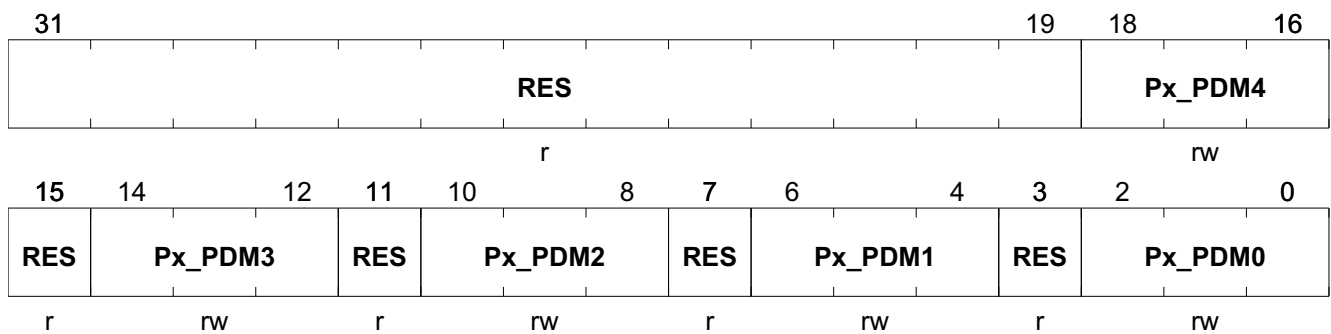 31 19 18 16
RES Px_PDM4
r rw
15 14 12 11 10 8 7 6 4 3 2 0
RES Px_PDM3 RES Px_PDM2 RES Px_PDM1 RES Px_PDM0
r rw r rw r rw r rw